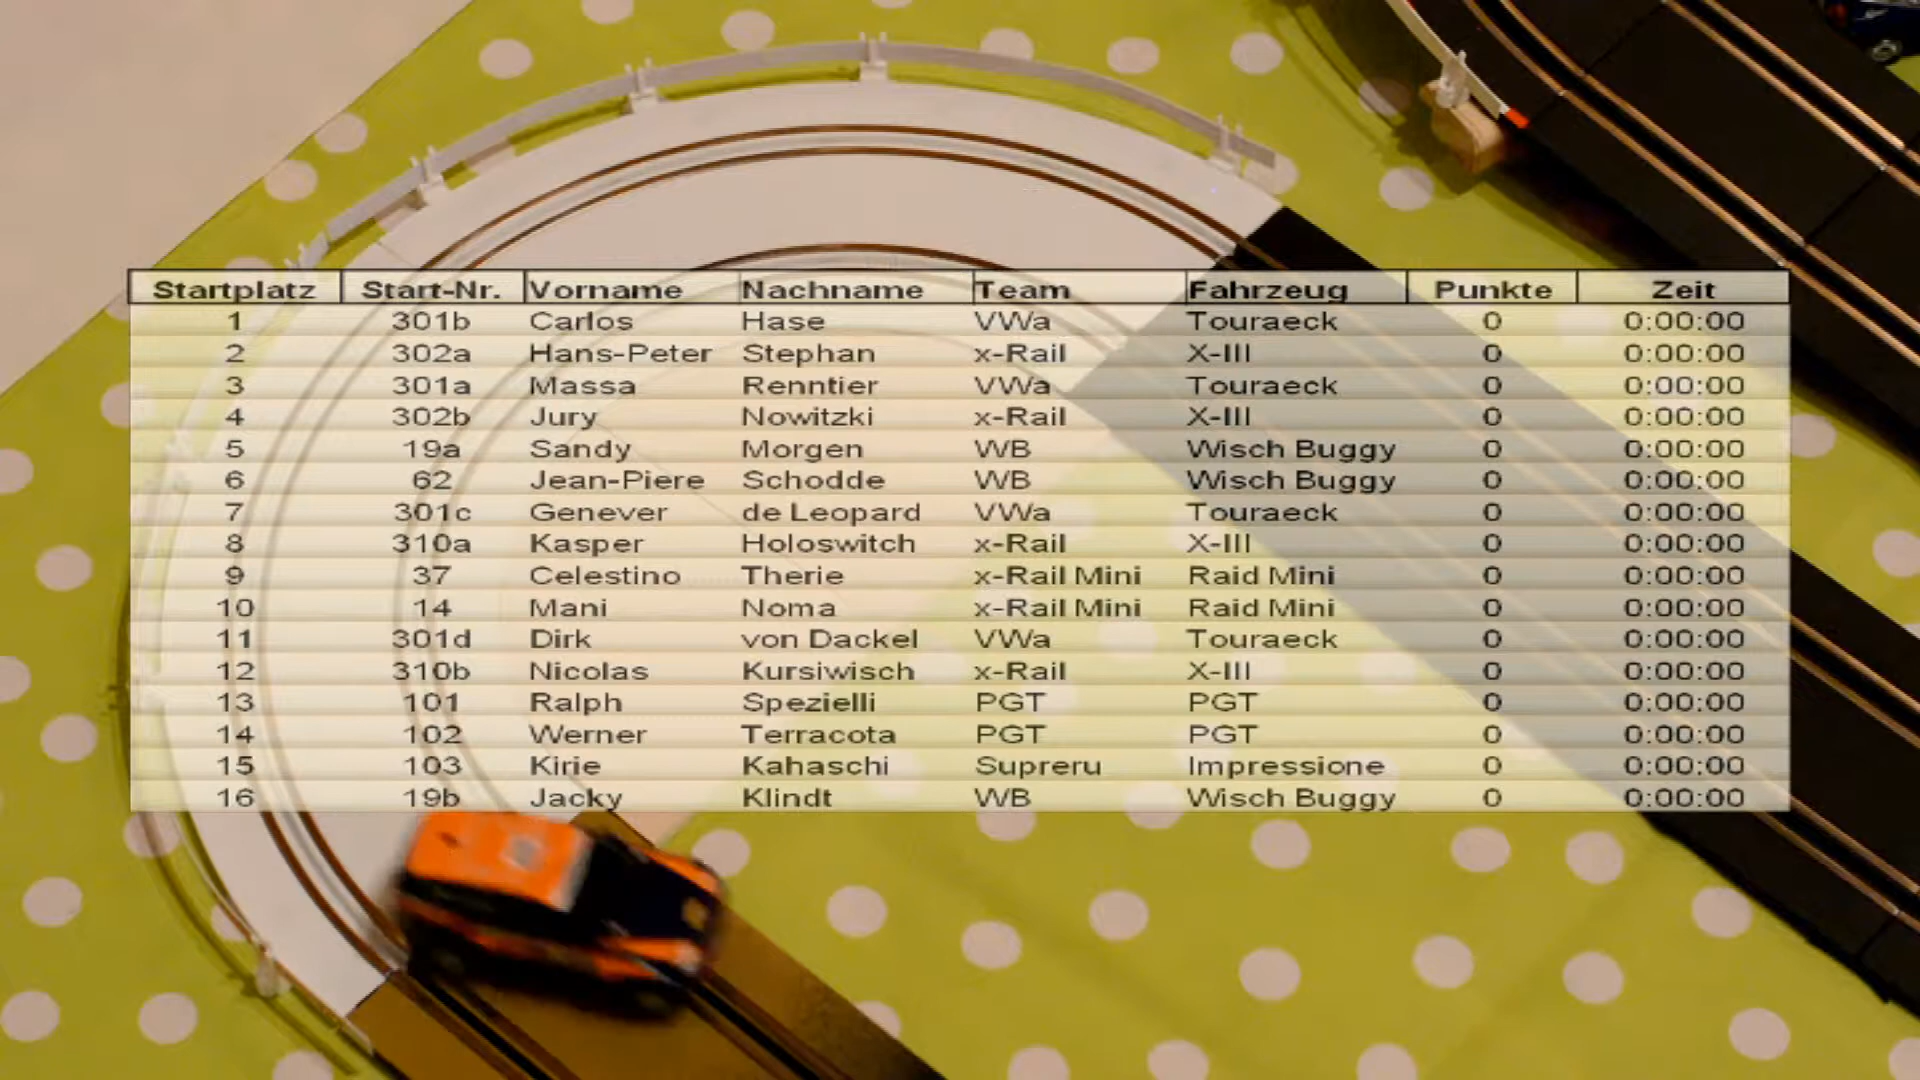 Startplatz Start-Nr. Vorname Nachname Team Fahrzeug Punkte Zeit
1 301b Carlos Hase VWa Touraeck 0 0:00:00
2 302a Hans-Peter Stephan x-Rail X-III 0 0:00:00
3 301a Massa Renntier VWa Touraeck 0 0:00:00
4 302b Jury Nowitzki x-Rail X-III 0 0:00:00
5 19a Sandy Morgen WB Wisch Buggy 0 0:00:00
6 62 Jean-Piere Schodde WB Wisch Buggy 0 0:00:00
7 301c Genever de Leopard VWa Touraeck 0 0:00:00
8 310a Kasper Holoswitch x-Rail X-III 0 0:00:00
9 37 Celestino Therie x-Rail Mini Raid Mini 0 0:00:00
10 14 Mani Noma x-Rail Mini Raid Mini 0 0:00:00
11 301d Dirk von Dackel VWa Touraeck 0 0:00:00
12 310b Nicolas Kursiwisch x-Rail X-III 0 0:00:00
13 101 Ralph Spezielli PGT PGT 0 0:00:00
14 102 Werner Terracota PGT PGT 0 0:00:00
15 103 Kirie Kahaschi Supreru Impressione 0 0:00:00
16 19b Jacky Klindt WB Wisch Buggy 0 0:00:00